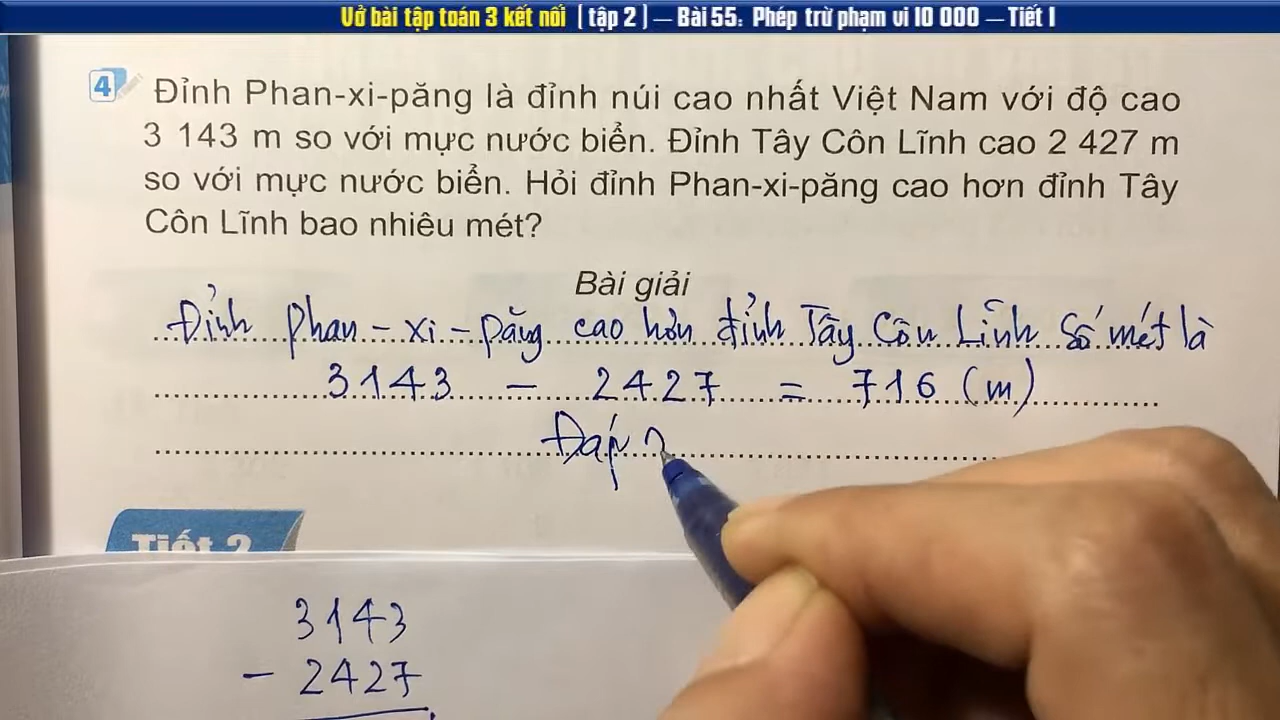 Vở bài tập toán 3 kết nối ( tập 2 ) – Bài 55: Phép trừ phạm vi 10 000 – Tiết 1
4 Đỉnh Phan-xi-păng là đỉnh núi cao nhất Việt Nam với độ cao
3 143 m so với mực nước biển. Đỉnh Tây Côn Lĩnh cao 2 427 m
so với mực nước biển. Hỏi đỉnh Phan-xi-păng cao hơn đỉnh Tây
Côn Lĩnh bao nhiêu mét?
Bài giải
Đỉnh Phan - xi - păng cao hơn đỉnh Tây Côn Lĩnh số mét là
3143 - 2427 = 716 (m)
Đáp
Tiết 2
3143
- 2427